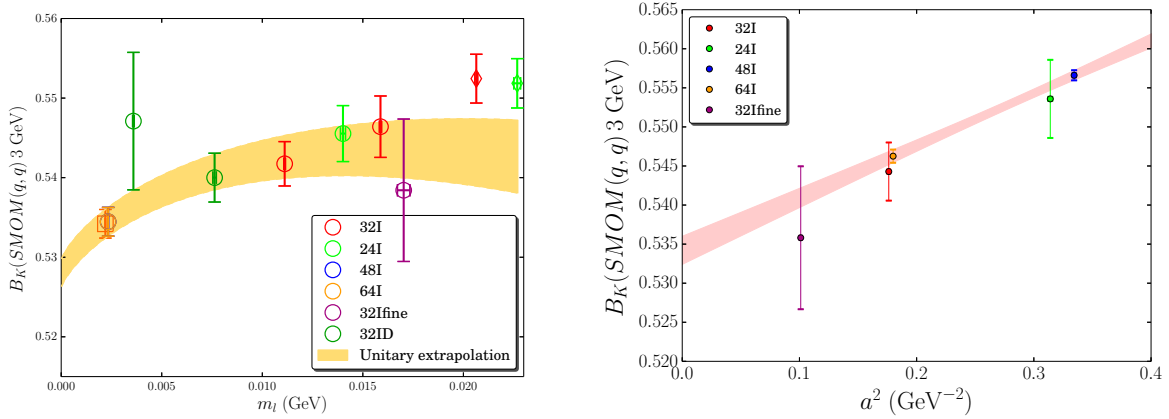 B_K(SMOM(q, q) 3 GeV)
0.56
0.55
0.54
0.53
0.52
0.000
0.005
0.010
0.015
0.020
m_l (GeV)
32I
24I
48I
64I
32Ifine
32ID
Unitary extrapolation
B_K(SMOM(q, q) 3 GeV)
0.565
0.560
0.555
0.550
0.545
0.540
0.535
0.530
0.525
0.520
0.0
0.1
0.2
0.3
0.4
a² (GeV⁻²)
32I
24I
48I
64I
32Ifine